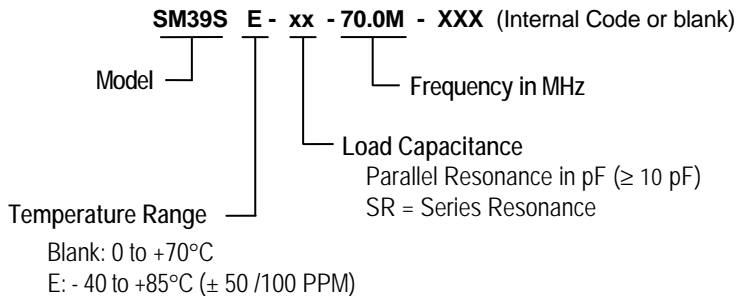 SM39S E - xx - 70.0M - XXX (Internal Code or blank)
Model
Frequency in MHz
Load Capacitance
Parallel Resonance in pF (≥ 10 pF)
SR = Series Resonance
Temperature Range
Blank: 0 to +70°C
E: - 40 to +85°C (± 50 /100 PPM)